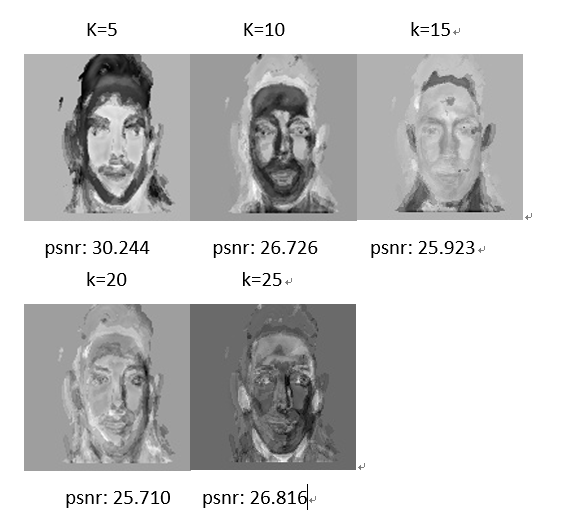 K=5 K=10 k=15
psnr: 30.244 psnr: 26.726 psnr: 25.923
k=20 k=25
psnr: 25.710 psnr: 26.816